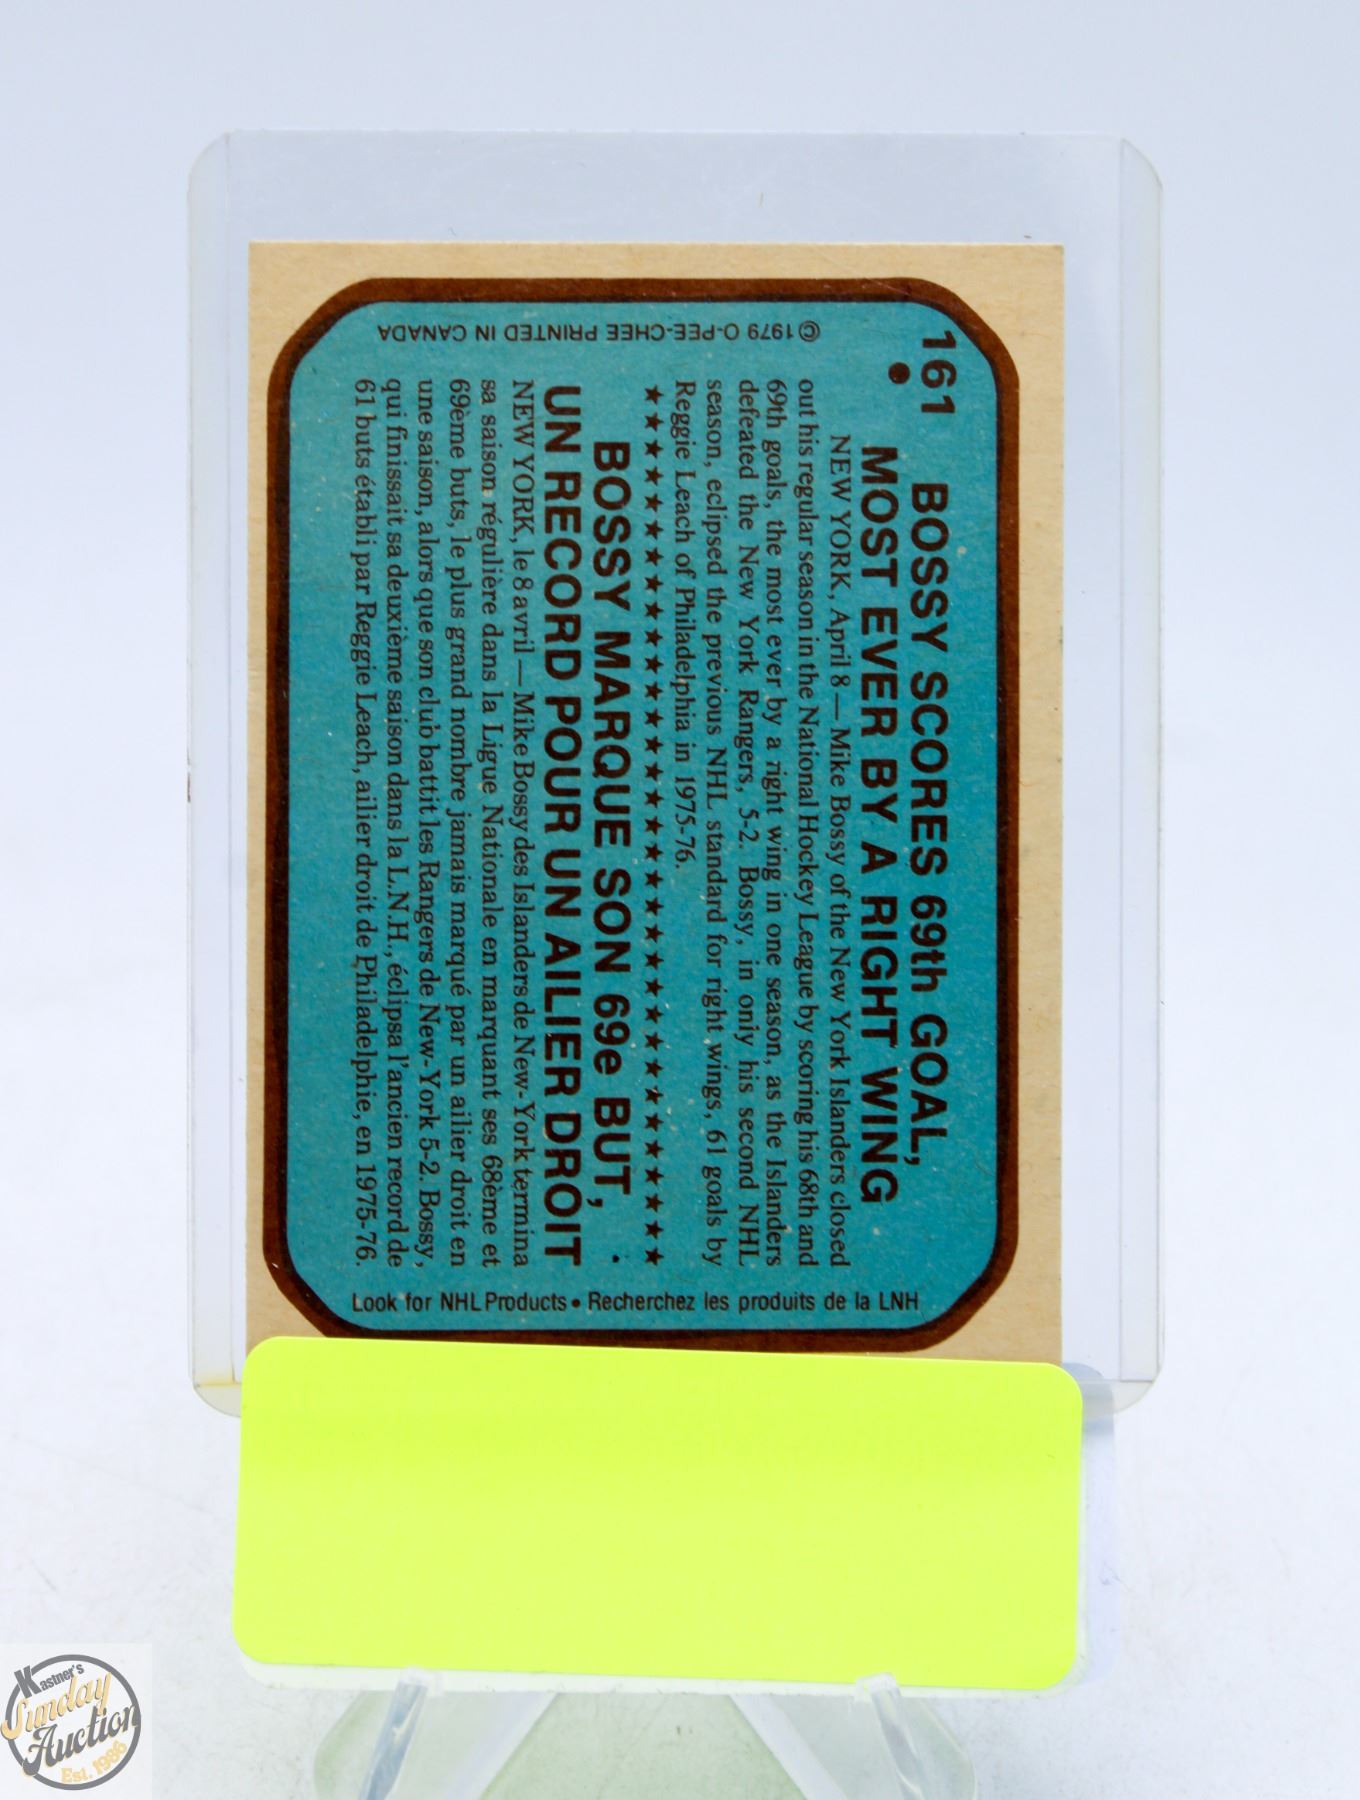 161
BOSSY SCORES 69th GOAL,
MOST EVER BY A RIGHT WING
NEW YORK, April 8—Mike Bossy of the New York Islanders closed
out his regular season in the National Hockey League by scoring his 68th and
69th goals, the most ever by a right wing in one season, as the Islanders
defeated the New York Rangers, 5-2. Bossy, in only his second NHL
season, eclipsed the previous NHL standard for right wings, 61 goals by
Reggie Leach of Philadelphia in 1975-76.
★★★★★★★★★★★★★★★★★★★★★★★★★★★★★★★★★
BOSSY MARQUE SON 69e BUT,
UN RECORD POUR UN AILIER DROIT
NEW YORK, le 8 avril—Mike Bossy des Islanders de New-York termina
sa saison régulière dans la Ligue Nationale en marquant ses 68ème et
69ème buts, le plus grand nombre jamais marqué par un ailier droit en
une saison, alors que son club battit les Rangers de New-York 5-2. Bossy,
qui finissait sa deuxième saison dans la L.N.H., éclipsa l'ancien record de
61 buts établi par Reggie Leach, ailier droit de Philadelphie, en 1975-76.
©1979 O-PEE-CHEE PRINTED IN CANADA
Look for NHL Products • Recherchez les produits de la LNH
Kastner's
Sunday
Auction
Est. 1986